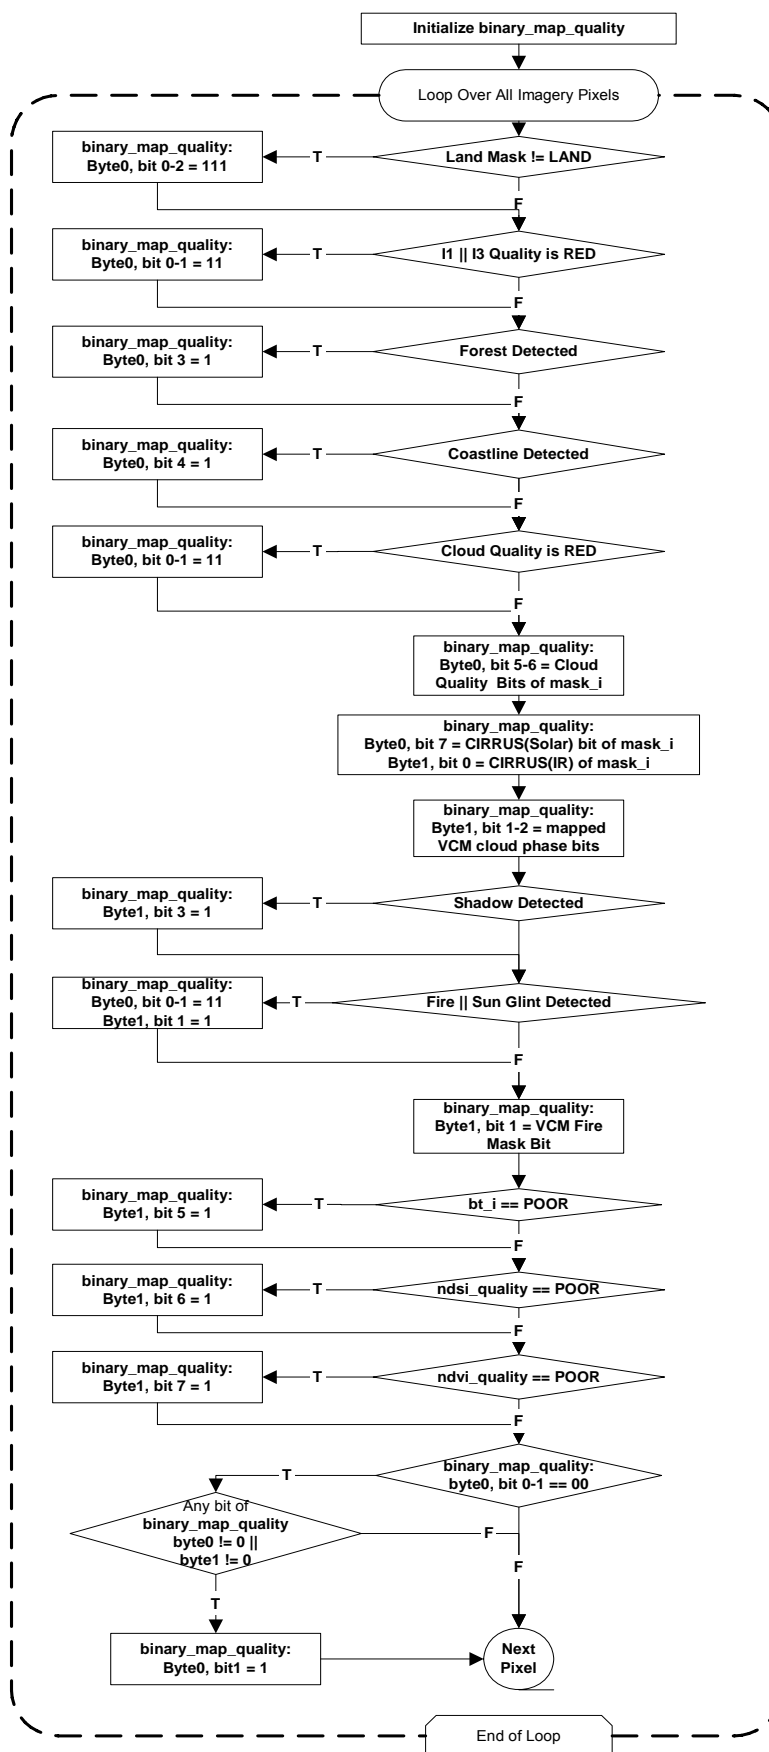 Initialize binary_map_quality
Loop Over All Imagery Pixels
Land Mask != LAND
T
binary_map_quality:
Byte0, bit 0-2 = 111
F
I1 || I3 Quality is RED
T
binary_map_quality:
Byte0, bit 0-1 = 11
F
Forest Detected
T
binary_map_quality:
Byte0, bit 3 = 1
F
Coastline Detected
T
binary_map_quality:
Byte0, bit 4 = 1
F
Cloud Quality is RED
T
binary_map_quality:
Byte0, bit 0-1 = 11
F
binary_map_quality:
Byte0, bit 5-6 = Cloud
Quality Bits of mask_i
binary_map_quality:
Byte0, bit 7 = CIRRUS(Solar) bit of mask_i
Byte1, bit 0 = CIRRUS(IR) of mask_i
binary_map_quality:
Byte1, bit 1-2 = mapped
VCM cloud phase bits
Shadow Detected
T
binary_map_quality:
Byte1, bit 3 = 1
Fire || Sun Glint Detected
T
binary_map_quality:
Byte0, bit 0-1 = 11
Byte1, bit 1 = 1
F
binary_map_quality:
Byte1, bit 1 = VCM Fire
Mask Bit
bt_i == POOR
T
binary_map_quality:
Byte1, bit 5 = 1
F
ndsi_quality == POOR
T
binary_map_quality:
Byte1, bit 6 = 1
F
ndvi_quality == POOR
T
binary_map_quality:
Byte1, bit 7 = 1
F
binary_map_quality:
byte0, bit 0-1 == 00
T
Any bit of
binary_map_quality
byte0 != 0 ||
byte1 != 0
F
F
T
binary_map_quality:
Byte0, bit1 = 1
Next
Pixel
End of Loop